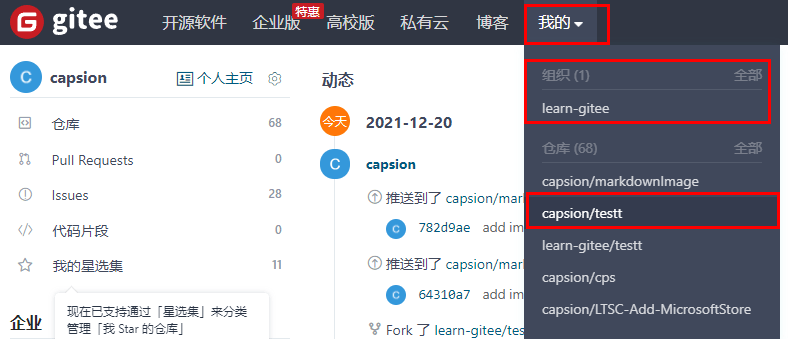 gitee 开源软件 企业版 特惠 高校版 私有云 博客 我的
C capsion 个人主页
仓库 68
Pull Requests 0
Issues 28
代码片段 0
我的星选集 11
现在已支持通过「星选集」来分类
管理「我 Star 的仓库」
企业
动态
今天 2021-12-20
C capsion
推送到了 capsion/mar
C 782d9ae add im
推送到了 capsion/mar
C 64310a7 add im
Fork 了 learn-gitee/tes
组织 (1) 全部
learn-gitee
仓库 (68) 全部
capsion/markdownImage
capsion/testt
learn-gitee/testt
capsion/cps
capsion/LTSC-Add-MicrosoftStore